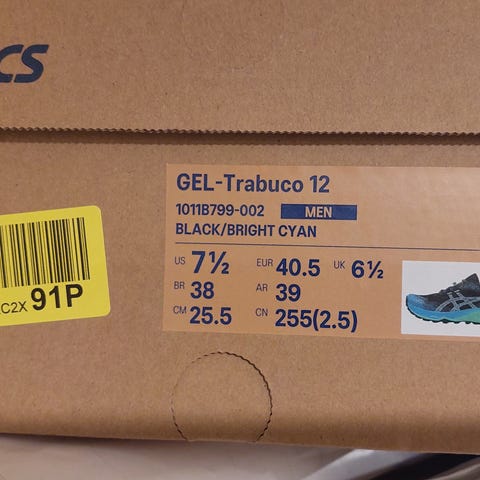 CS
GEL-Trabuco 12
1011B799-002 MEN
BLACK/BRIGHT CYAN
US 7½ EUR 40.5 UK 6½
BR 38 AR 39
CM 25.5 CN 255(2.5)
C2X 91P